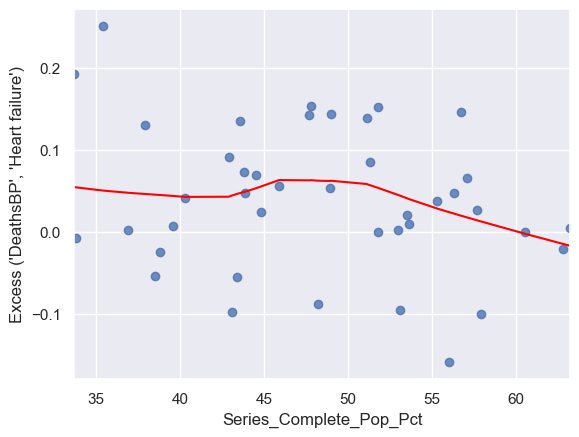 Excess ('DeathsBP', 'Heart failure')
0.2
0.1
0.0
−0.1
35 40 45 50 55 60
Series_Complete_Pop_Pct